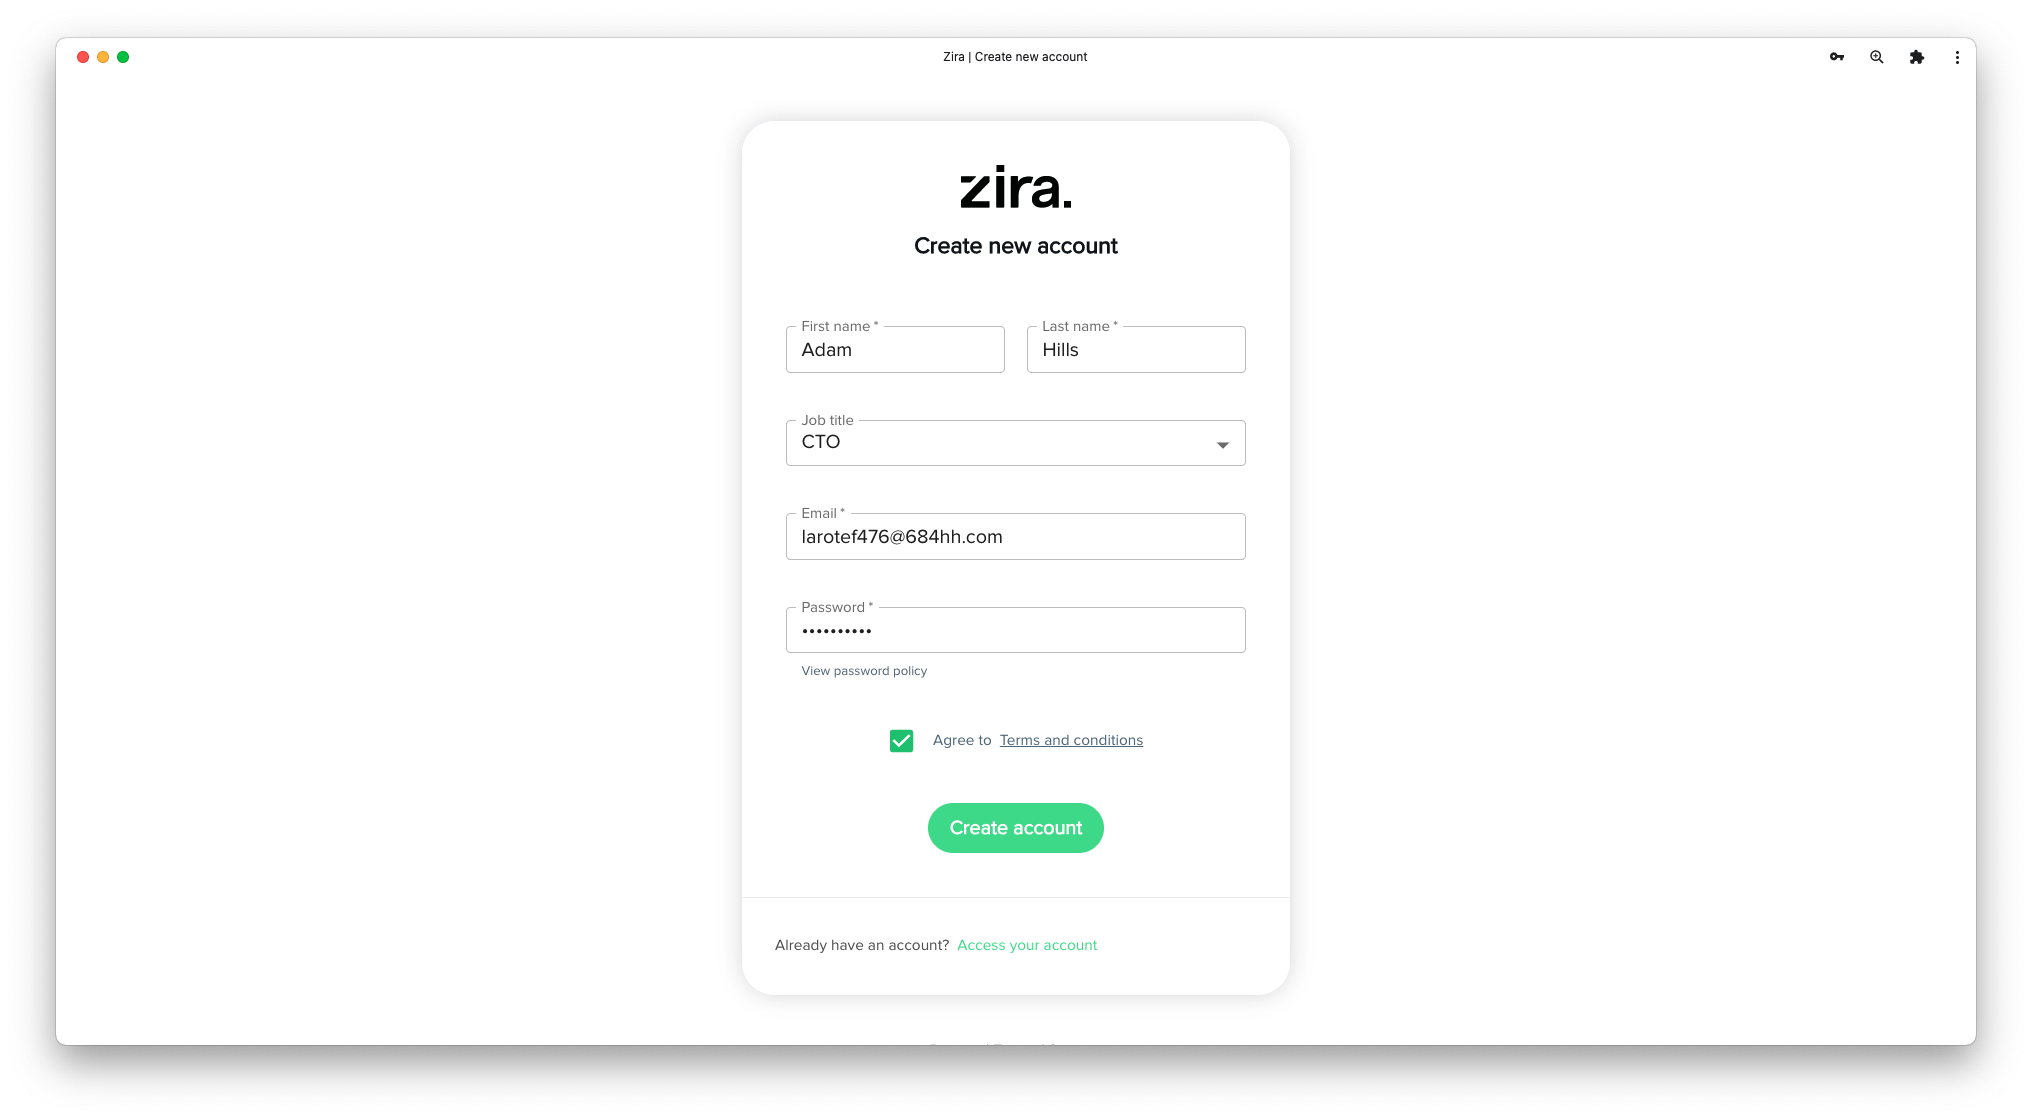 Zira | Create new account
zira.
Create new account
First name *
Last name *
Adam
Hills
Job title
CTO
Email *
larotef476@684hh.com
Password *
••••••••••
View password policy
Agree to Terms and conditions
Create account
Already have an account? Access your account